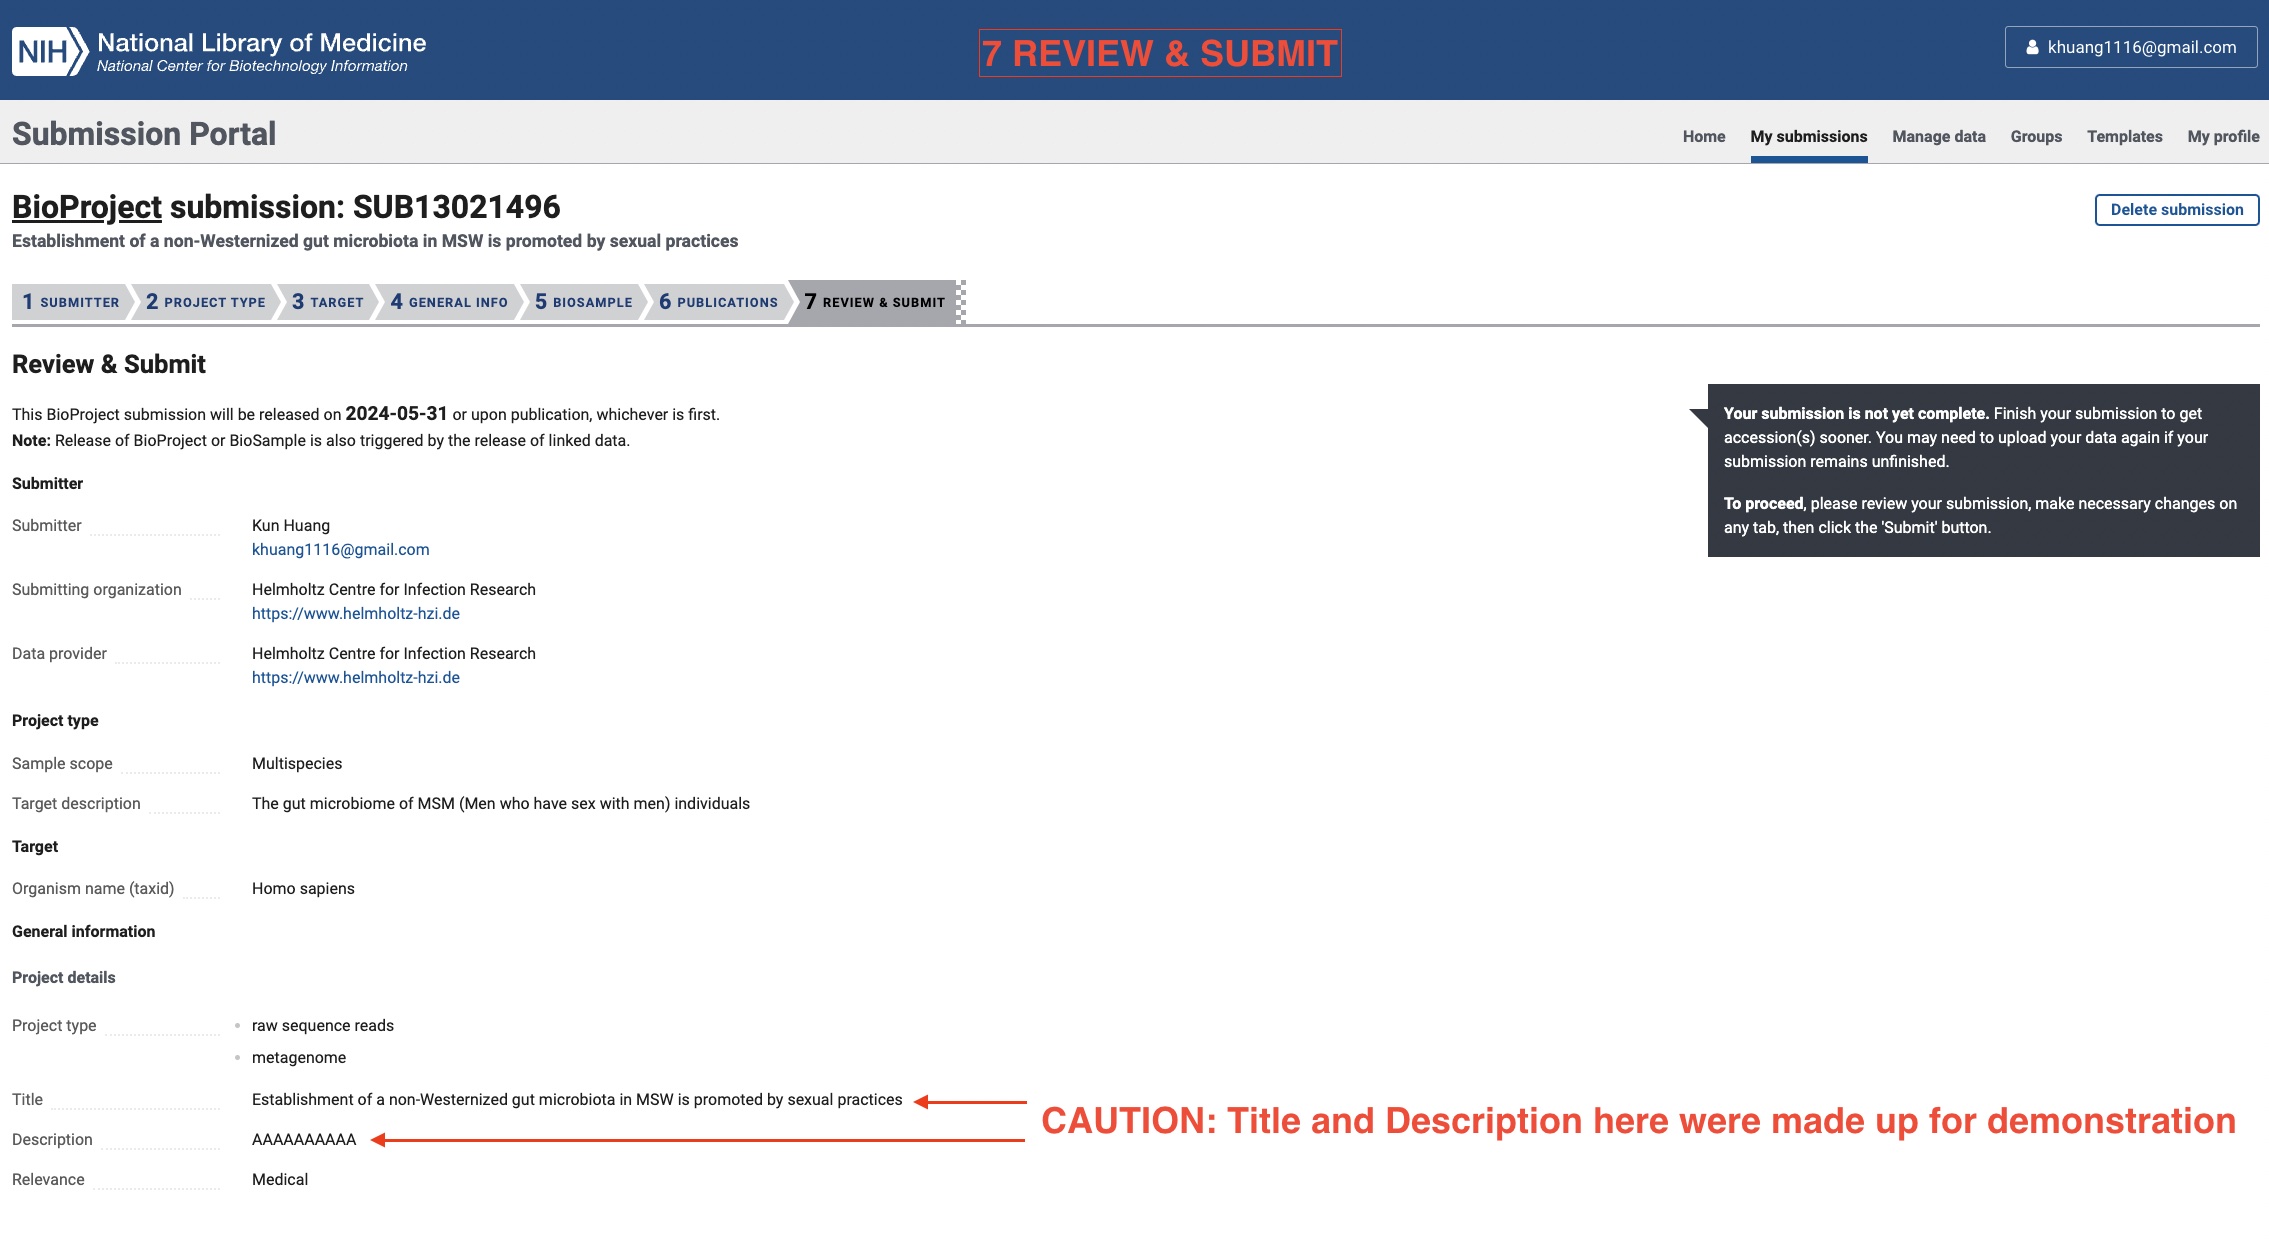 NIH National Library of Medicine
National Center for Biotechnology Information
7 REVIEW & SUBMIT
khuang1116@gmail.com
Submission Portal
Home My submissions Manage data Groups Templates My profile
BioProject submission: SUB13021496
Delete submission
Establishment of a non-Westernized gut microbiota in MSW is promoted by sexual practices
1 SUBMITTER 2 PROJECT TYPE 3 TARGET 4 GENERAL INFO 5 BIOSAMPLE 6 PUBLICATIONS 7 REVIEW & SUBMIT
Review & Submit
This BioProject submission will be released on 2024-05-31 or upon publication, whichever is first.
Note: Release of BioProject or BioSample is also triggered by the release of linked data.
Your submission is not yet complete. Finish your submission to get
accession(s) sooner. You may need to upload your data again if your
submission remains unfinished.
To proceed, please review your submission, make necessary changes on
any tab, then click the 'Submit' button.
Submitter
Submitter Kun Huang
khuang1116@gmail.com
Submitting organization Helmholtz Centre for Infection Research
https://www.helmholtz-hzi.de
Data provider Helmholtz Centre for Infection Research
https://www.helmholtz-hzi.de
Project type
Sample scope Multispecies
Target description The gut microbiome of MSM (Men who have sex with men) individuals
Target
Organism name (taxid) Homo sapiens
General information
Project details
Project type raw sequence reads
metagenome
Title Establishment of a non-Westernized gut microbiota in MSW is promoted by sexual practices
CAUTION: Title and Description here were made up for demonstration
Description AAAAAAAAAA
Relevance Medical